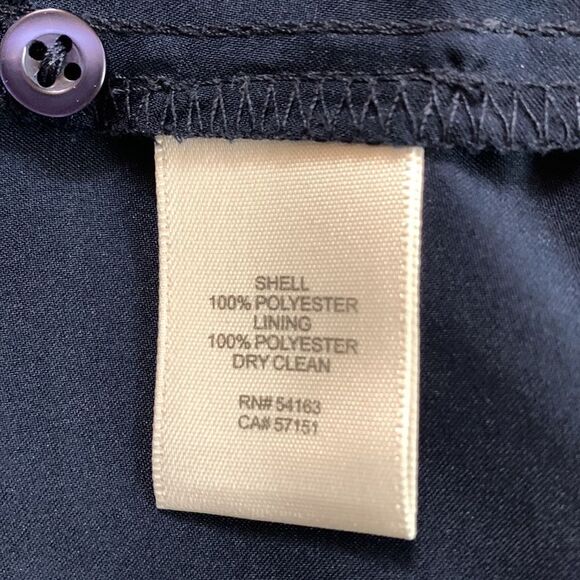 SHELL
100% POLYESTER
LINING
100% POLYESTER
DRY CLEAN
RN# 54163
CA# 57151